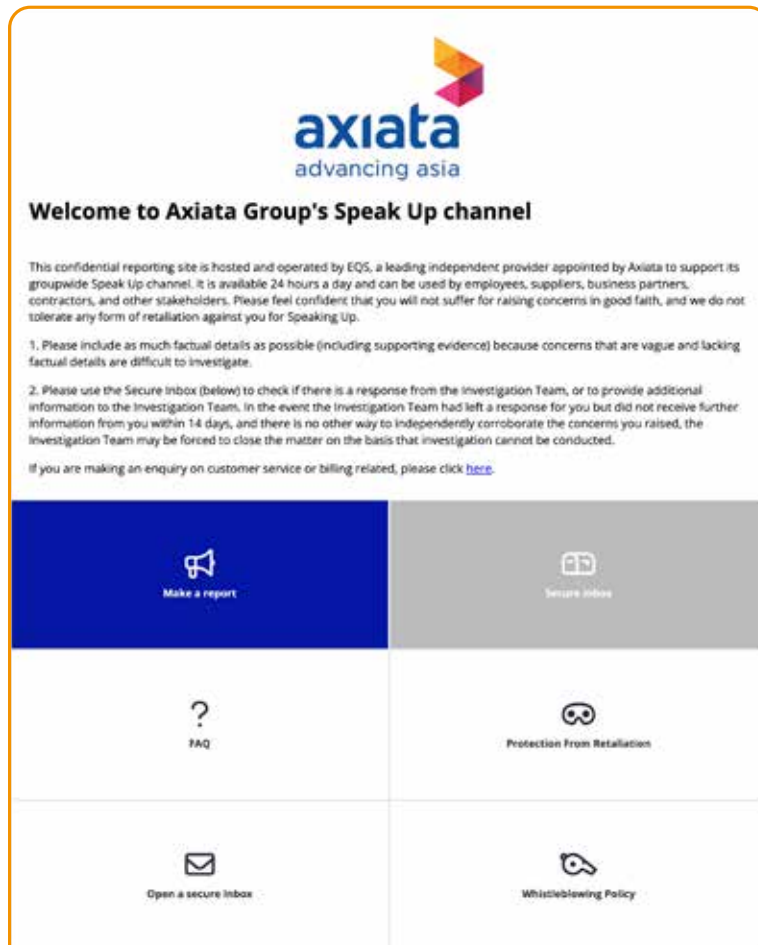 axiata
advancing asia
Welcome to Axiata Group's Speak Up channel
This confidential reporting site is hosted and operated by EQS, a leading independent provider appointed by Axiata to support its
groupwide Speak Up channel. It is available 24 hours a day and can be used by employees, suppliers, business partners,
contractors, and other stakeholders. Please feel confident that you will not suffer for raising concerns in good faith, and we do not
tolerate any form of retaliation against you for Speaking Up.
1. Please include as much factual details as possible (including supporting evidence) because concerns that are vague and lacking
factual details are difficult to investigate.
2. Please use the Secure Inbox (below) to check if there is a response from the Investigation Team, or to provide additional
information to the Investigation Team. In the event the Investigation Team had left a response for you but did not receive further
information from you within 14 days, and there is no other way to independently corroborate the concerns you raised, the
Investigation Team may be forced to close the matter on the basis that investigation cannot be conducted.
If you are making an enquiry on customer service or billing related, please click here.
Make a report
Secure inbox
FAQ
Protection From Retaliation
Open a secure Inbox
Whistleblowing Policy